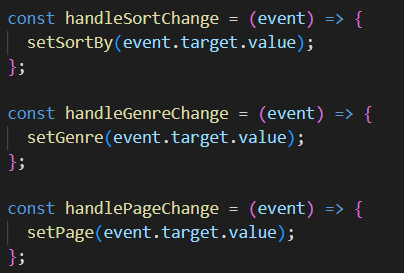 const handleSortChange = (event) => {
  setSortBy(event.target.value);
};

const handleGenreChange = (event) => {
  setGenre(event.target.value);
};

const handlePageChange = (event) => {
  setPage(event.target.value);
};